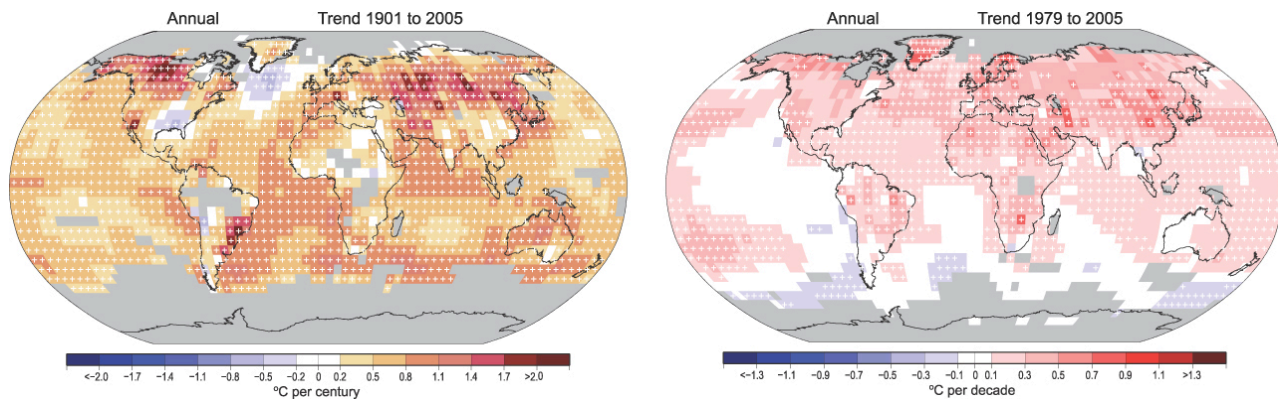 Annual Trend 1901 to 2005
<-2.0 −1.7 −1.4 −1.1 −0.8 −0.5 −0.2 0 0.2 0.5 0.8 1.1 1.4 1.7 >2.0
ºC per century
Annual Trend 1979 to 2005
<-1.3 −1.1 −0.9 −0.7 −0.5 −0.3 −0.1 0 0.1 0.3 0.5 0.7 0.9 1.1 >1.3
ºC per decade